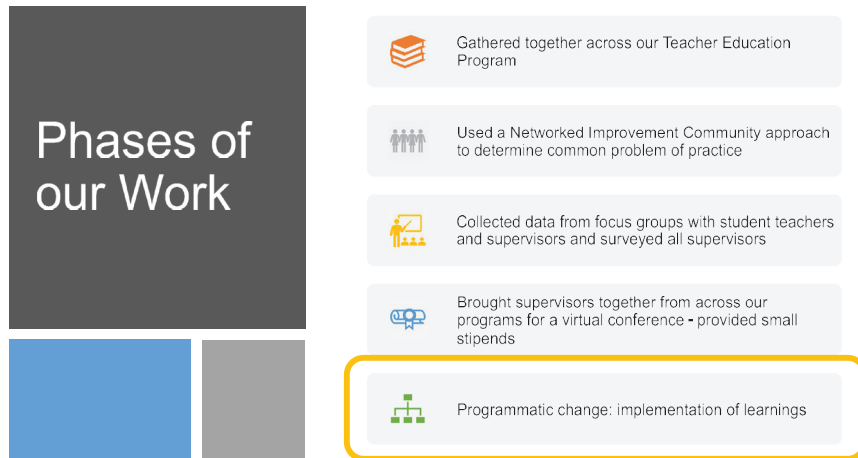 Phases of
our Work
Gathered together across our Teacher Education
Program
Used a Networked Improvement Community approach
to determine common problem of practice
Collected data from focus groups with student teachers
and supervisors and surveyed all supervisors
Brought supervisors together from across our
programs for a virtual conference - provided small
stipends
Programmatic change: implementation of learnings